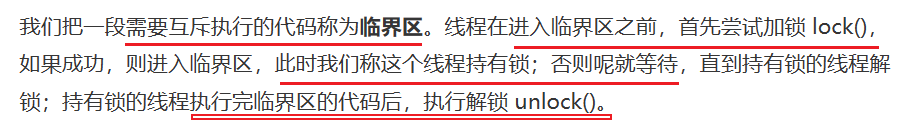 我们把一段需要互斥执行的代码称为临界区。线程在进入临界区之前，首先尝试加锁 lock()，
如果成功，则进入临界区，此时我们称这个线程持有锁；否则呢就等待，直到持有锁的线程解
锁；持有锁的线程执行完临界区的代码后，执行解锁 unlock()。